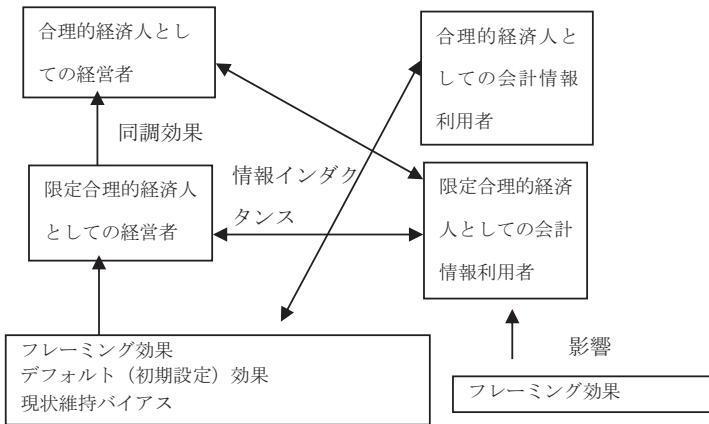 合理的経済人とし
ての経営者
合理的経済人と
しての会計情報
利用者
同調効果
限定合理的経済人
としての経営者
情報インダク
タンス
限定合理的経済
人としての会計
情報利用者
フレーミング効果
デフォルト（初期設定）効果
現状維持バイアス
影響
フレーミング効果